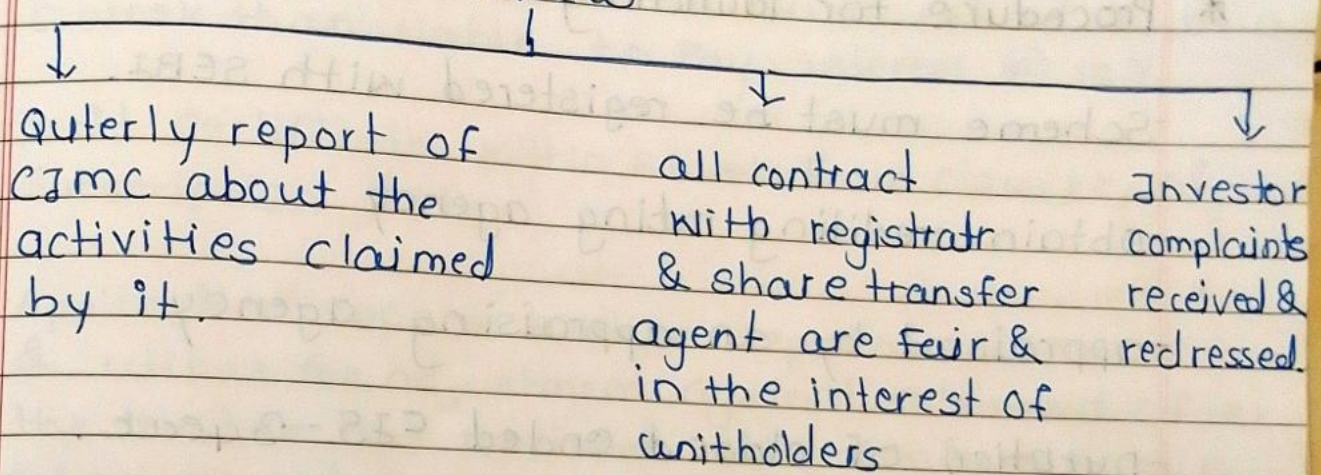 Quterly report of
CIMC about the
activities claimed
by it.
all contract
with registratr
& share transfer
agent are Fair &
in the interest of
unitholders
Investor
complaints
received &
redressed.